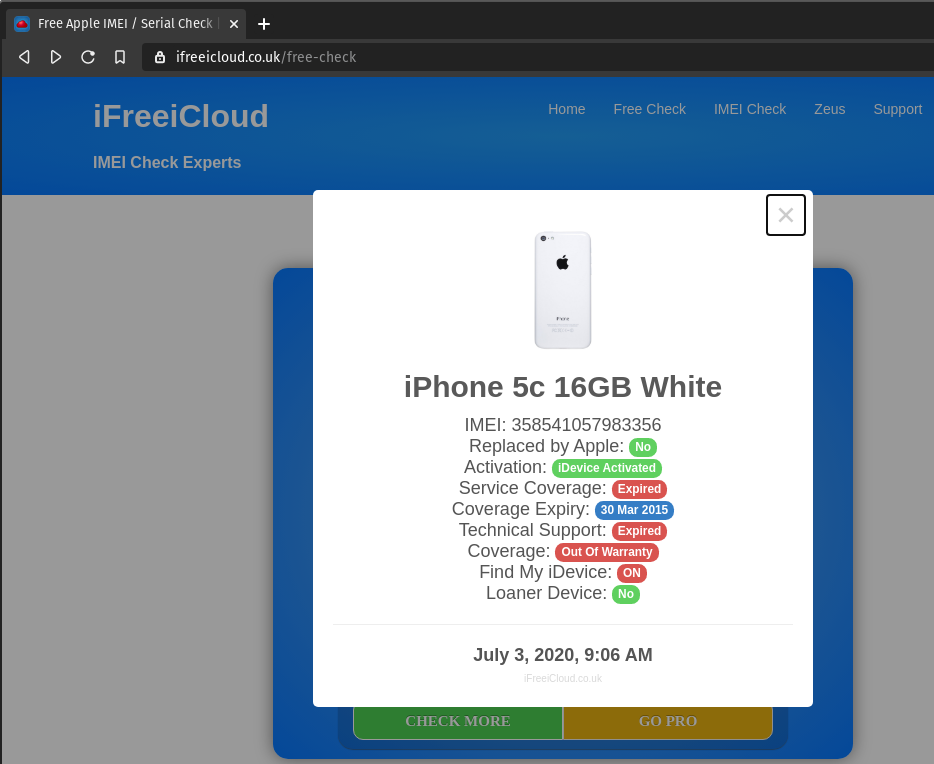 Free Apple IMEI / Serial Check |
ifreeicloud.co.uk/free-check
iFreeiCloud
Home Free Check IMEI Check Zeus Support
IMEI Check Experts
iPhone
iPhone 5c 16GB White
IMEI: 358541057983356
Replaced by Apple: No
Activation: iDevice Activated
Service Coverage: Expired
Coverage Expiry: 30 Mar 2015
Technical Support: Expired
Coverage: Out Of Warranty
Find My iDevice: ON
Loaner Device: No
July 3, 2020, 9:06 AM
iFreeiCloud.co.uk
CHECK MORE GO PRO